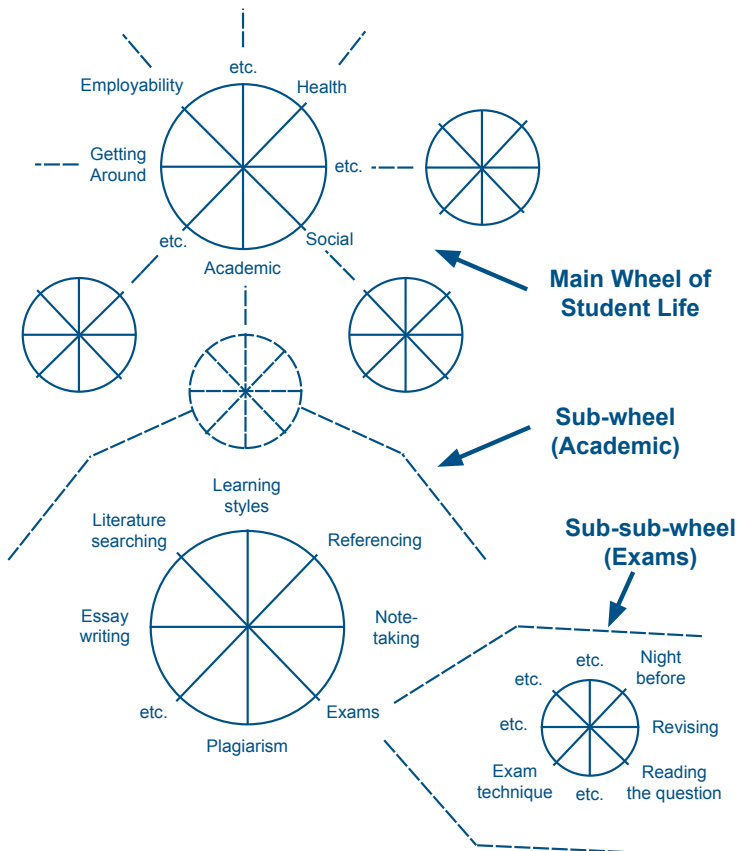 etc.
Employability
Health
Getting
Around
etc.
etc.
Social
Academic
Main Wheel of
Student Life
Sub-wheel
(Academic)
Learning
styles
Literature
searching
Referencing
Essay
writing
Note-
taking
etc.
Exams
Plagiarism
Sub-sub-wheel
(Exams)
etc.
Night
before
etc.
etc.
Revising
Exam
technique
etc.
Reading
the question